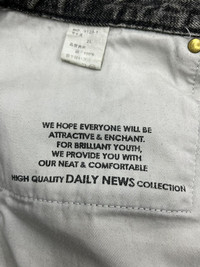 WE HOPE EVERYONE WILL BE
ATTRACTIVE & ENCHANT.
FOR BRILLIANT YOUTH,
WE PROVIDE YOU WITH
OUR NEAT & COMFORTABLE
HIGH QUALITY DAILY NEWS COLLECTION